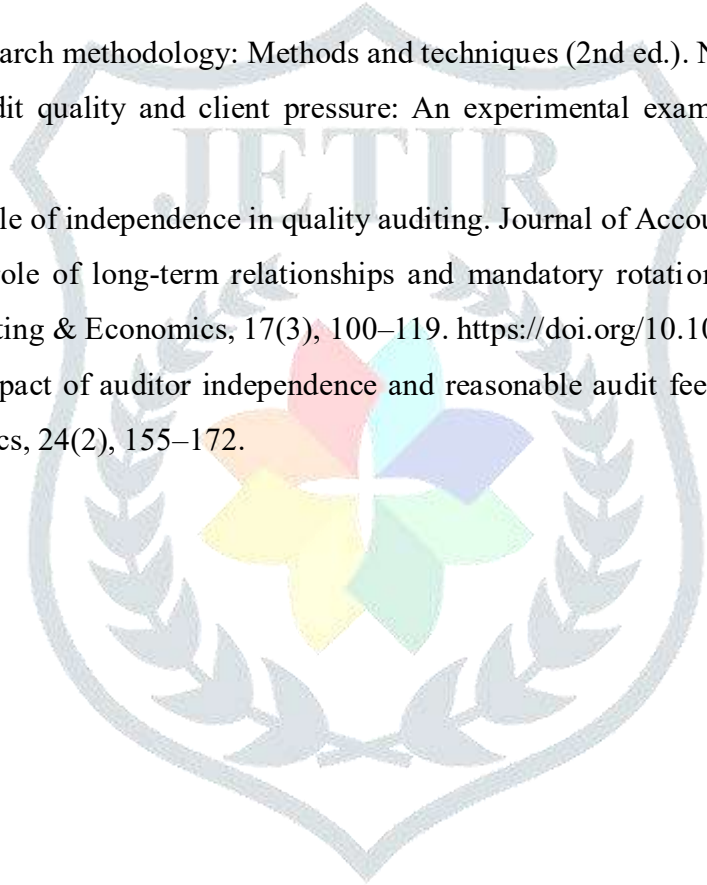 arch methodology: Methods and techniques (2nd ed.). N
dit quality and client pressure: An experimental exam
JETIR
le of independence in quality auditing. Journal of Accou
role of long-term relationships and mandatory rotation
ting & Economics, 17(3), 100–119. https://doi.org/10.10
pact of auditor independence and reasonable audit fee
cs, 24(2), 155–172.